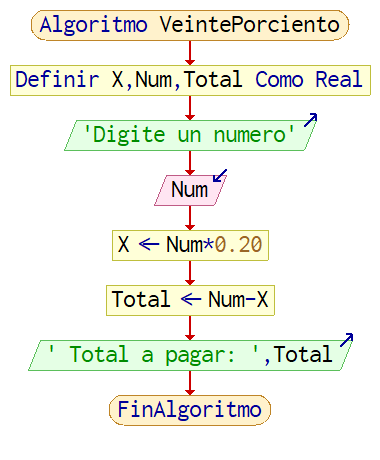 Algoritmo VeintePorciento
Definir X,Num,Total Como Real
'Digite un numero'
Num
X ← Num*0.20
Total ← Num-X
' Total a pagar: ',Total
FinAlgoritmo